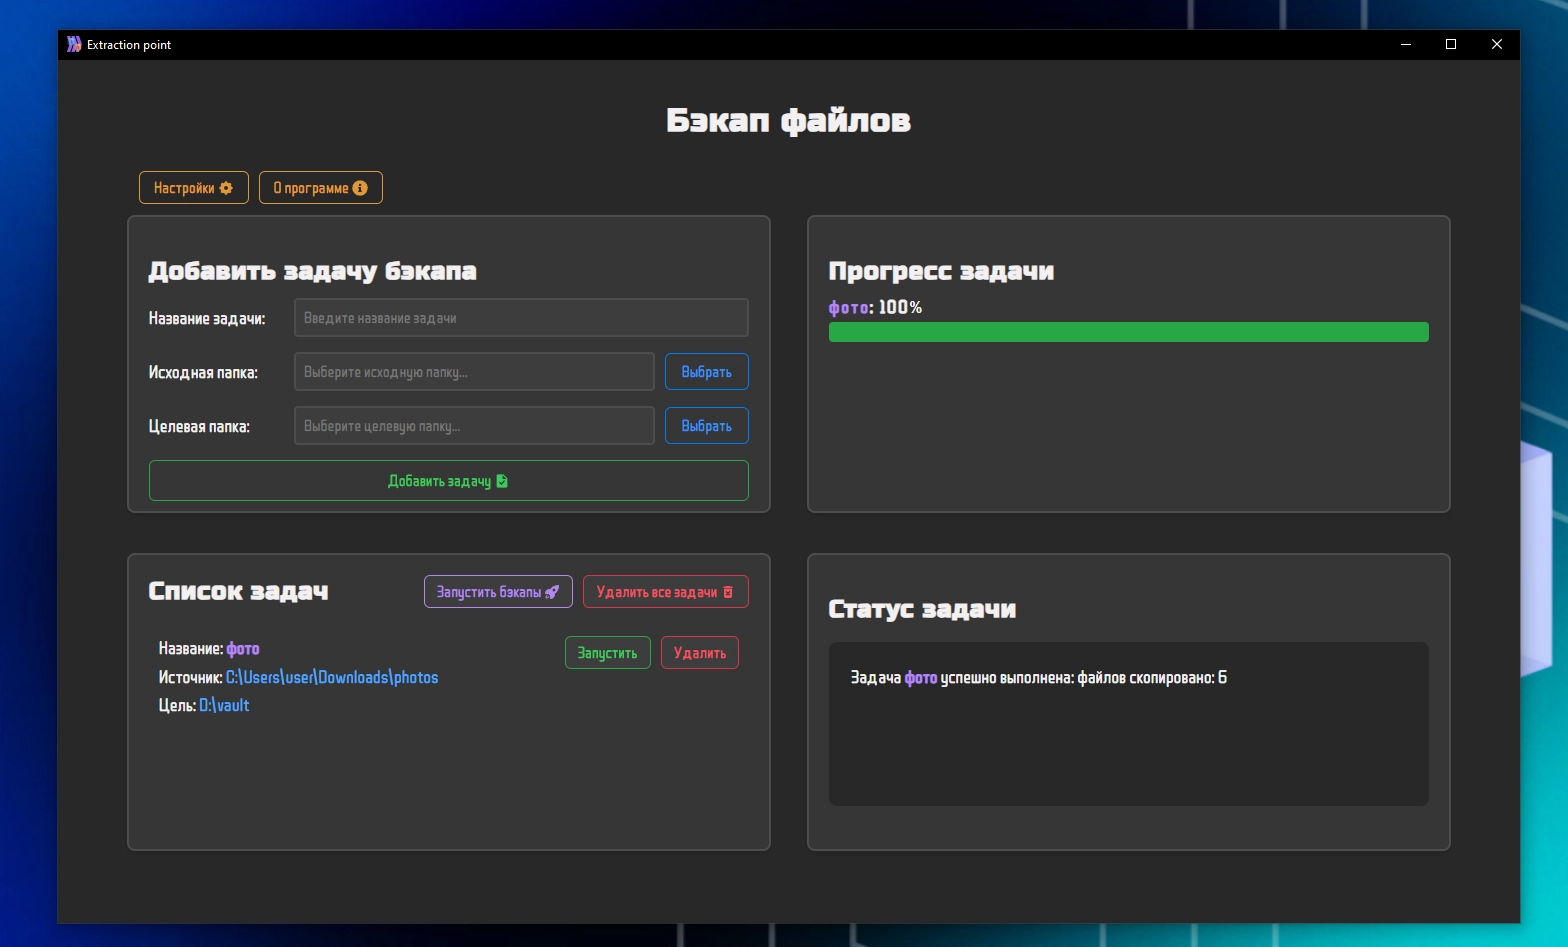 Extraction point
Бэкап файлов
Настройки
О программе
Добавить задачу бэкапа
Название задачи:
Введите название задачи
Исходная папка:
Выберите исходную папку...
Выбрать
Целевая папка:
Выберите целевую папку...
Выбрать
Добавить задачу
Прогресс задачи
фото: 100%
Список задач
Запустить бэкапы
Удалить все задачи
Название: фото
Запустить
Удалить
Источник: C:\Users\user\Downloads\photos
Цель: D:\vault
Статус задачи
Задача фото успешно выполнена: файлов скопировано: 6